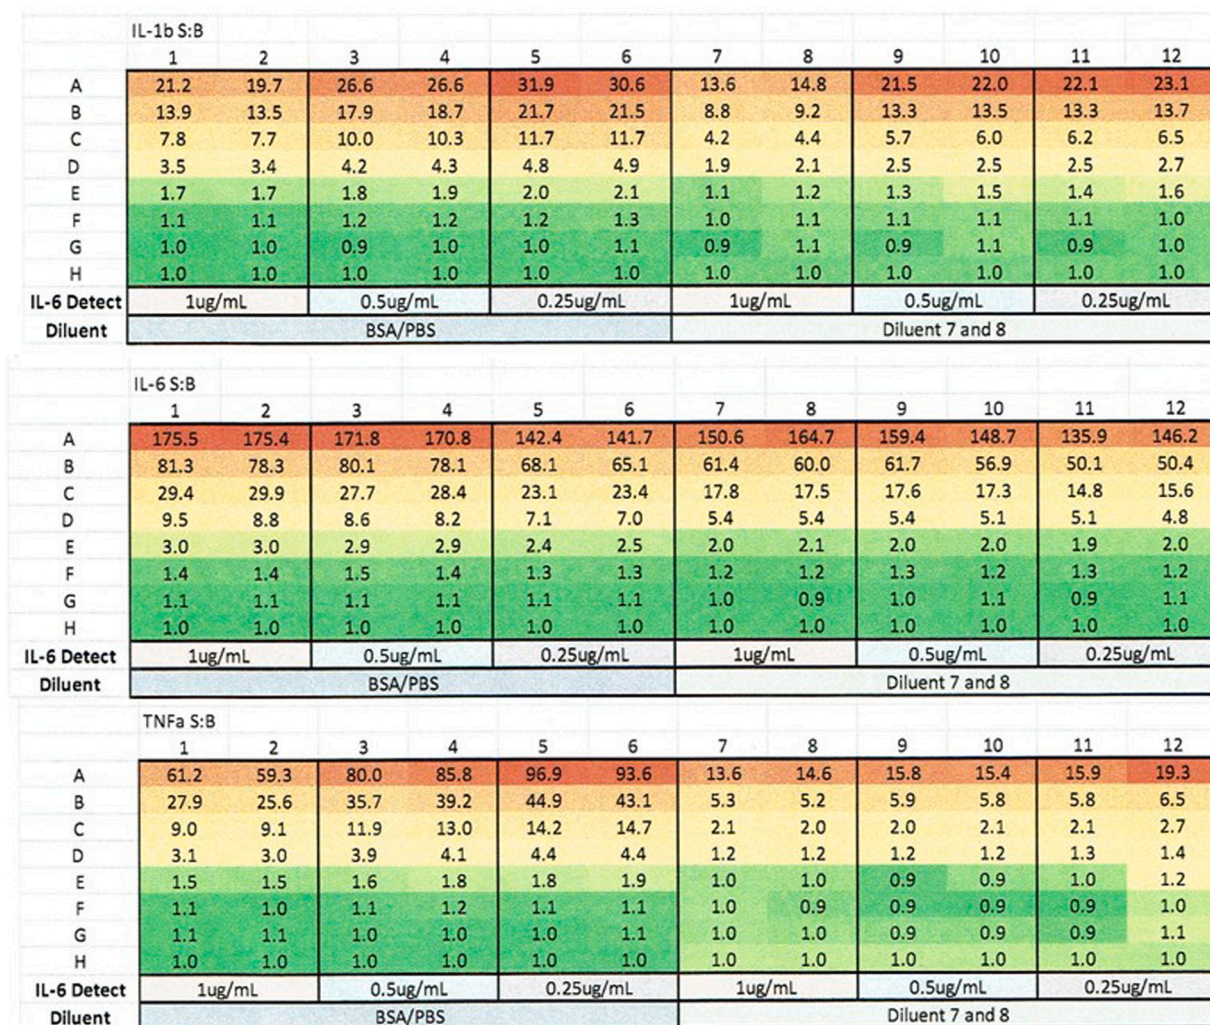 IL-1b S:B
1 2 3 4 5 6 7 8 9 10 11 12
A 21.2 19.7 26.6 26.6 31.9 30.6 13.6 14.8 21.5 22.0 22.1 23.1
B 13.9 13.5 17.9 18.7 21.7 21.5 8.8 9.2 13.3 13.5 13.3 13.7
C 7.8 7.7 10.0 10.3 11.7 11.7 4.2 4.4 5.7 6.0 6.2 6.5
D 3.5 3.4 4.2 4.3 4.8 4.9 1.9 2.1 2.5 2.5 2.5 2.7
E 1.7 1.7 1.8 1.9 2.0 2.1 1.1 1.2 1.3 1.5 1.4 1.6
F 1.1 1.1 1.2 1.2 1.2 1.3 1.0 1.1 1.1 1.1 1.1 1.0
G 1.0 1.0 0.9 1.0 1.0 1.1 0.9 1.1 0.9 1.1 0.9 1.0
H 1.0 1.0 1.0 1.0 1.0 1.0 1.0 1.0 1.0 1.0 1.0 1.0
IL-6 Detect 1ug/mL 0.5ug/mL 0.25ug/mL 1ug/mL 0.5ug/mL 0.25ug/mL
Diluent BSA/PBS Diluent 7 and 8
IL-6 S:B
1 2 3 4 5 6 7 8 9 10 11 12
A 175.5 175.4 171.8 170.8 142.4 141.7 150.6 164.7 159.4 148.7 135.9 146.2
B 81.3 78.3 80.1 78.1 68.1 65.1 61.4 60.0 61.7 56.9 50.1 50.4
C 29.4 29.9 27.7 28.4 23.1 23.4 17.8 17.5 17.6 17.3 14.8 15.6
D 9.5 8.8 8.6 8.2 7.1 7.0 5.4 5.4 5.4 5.1 5.1 4.8
E 3.0 3.0 2.9 2.9 2.4 2.5 2.0 2.1 2.0 2.0 1.9 2.0
F 1.4 1.4 1.5 1.4 1.3 1.3 1.2 1.2 1.3 1.2 1.3 1.2
G 1.1 1.1 1.1 1.1 1.1 1.1 1.0 0.9 1.0 1.1 0.9 1.1
H 1.0 1.0 1.0 1.0 1.0 1.0 1.0 1.0 1.0 1.0 1.0 1.0
IL-6 Detect 1ug/mL 0.5ug/mL 0.25ug/mL 1ug/mL 0.5ug/mL 0.25ug/mL
Diluent BSA/PBS Diluent 7 and 8
TNFa S:B
1 2 3 4 5 6 7 8 9 10 11 12
A 61.2 59.3 80.0 85.8 96.9 93.6 13.6 14.6 15.8 15.4 15.9 19.3
B 27.9 25.6 35.7 39.2 44.9 43.1 5.3 5.2 5.9 5.8 5.8 6.5
C 9.0 9.1 11.9 13.0 14.2 14.7 2.1 2.0 2.0 2.1 2.1 2.7
D 3.1 3.0 3.9 4.1 4.4 4.4 1.2 1.2 1.2 1.2 1.3 1.4
E 1.5 1.5 1.6 1.8 1.8 1.9 1.0 1.0 0.9 0.9 1.0 1.2
F 1.1 1.0 1.1 1.2 1.1 1.1 1.0 0.9 0.9 0.9 0.9 1.0
G 1.1 1.1 1.0 1.0 1.0 1.1 1.0 1.0 0.9 0.9 0.9 1.1
H 1.0 1.0 1.0 1.0 1.0 1.0 1.0 1.0 1.0 1.0 1.0 1.0
IL-6 Detect 1ug/mL 0.5ug/mL 0.25ug/mL 1ug/mL 0.5ug/mL 0.25ug/mL
Diluent BSA/PBS Diluent 7 and 8